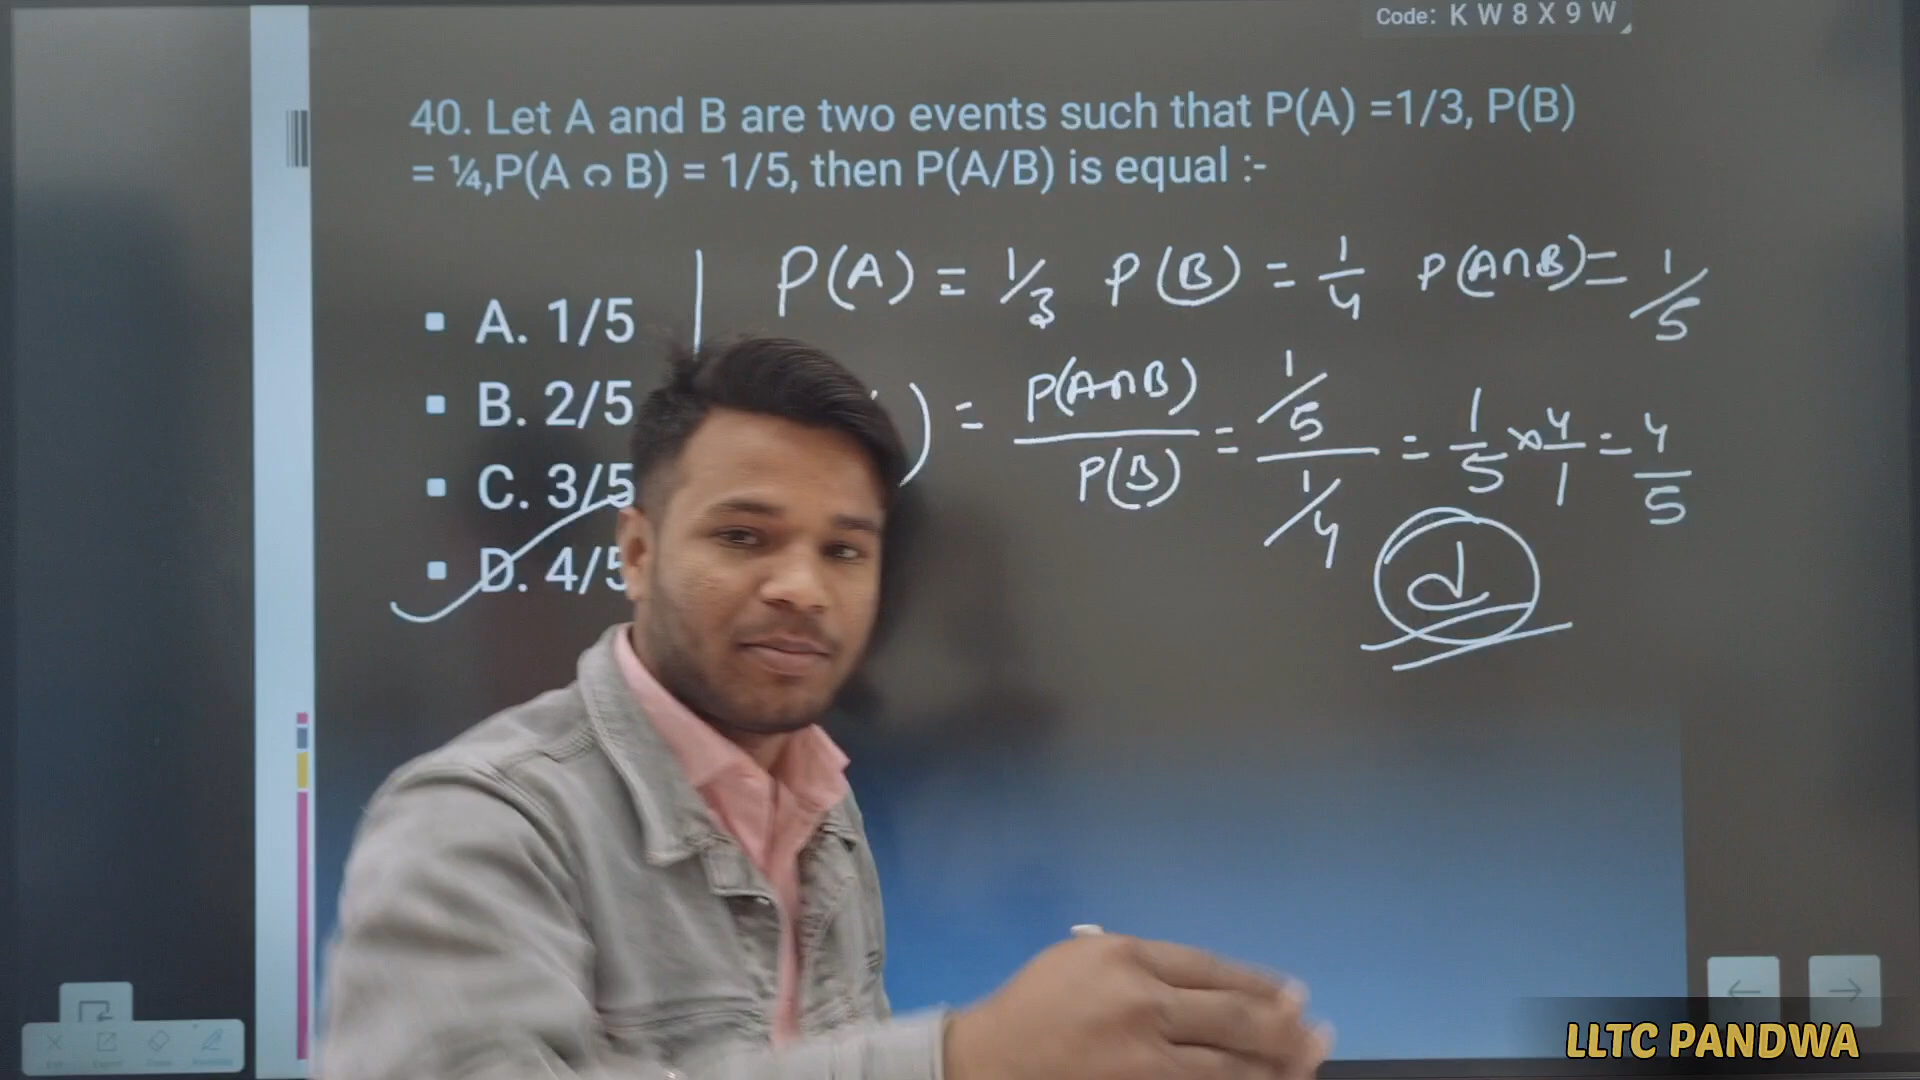 Code: K W 8 X 9 W
40. Let A and B are two events such that P(A) =1/3, P(B)
= ¼,P(A ∩ B) = 1/5, then P(A/B) is equal :-
P(A) = 1/3 P(B) = 1/4 P(A∩B) = 1/5
A. 1/5
B. 2/5
C. 3/5
D. 4/5
) = P(A∩B)/P(B) = 1/5 / 1/4 = 1/5 × 4/1 = 4/5
d
LLTC PANDWA